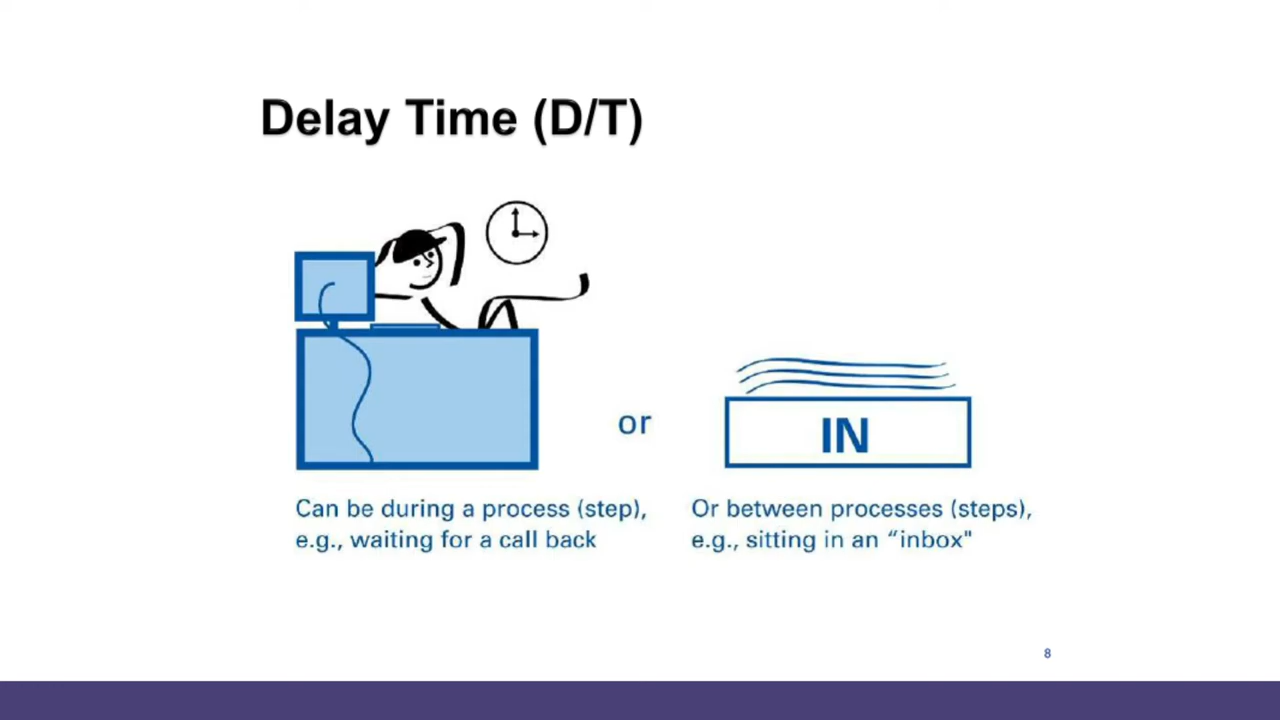 Delay Time (D/T)
or
IN
Can be during a process (step),
e.g., waiting for a call back
Or between processes (steps),
e.g., sitting in an “inbox"
8